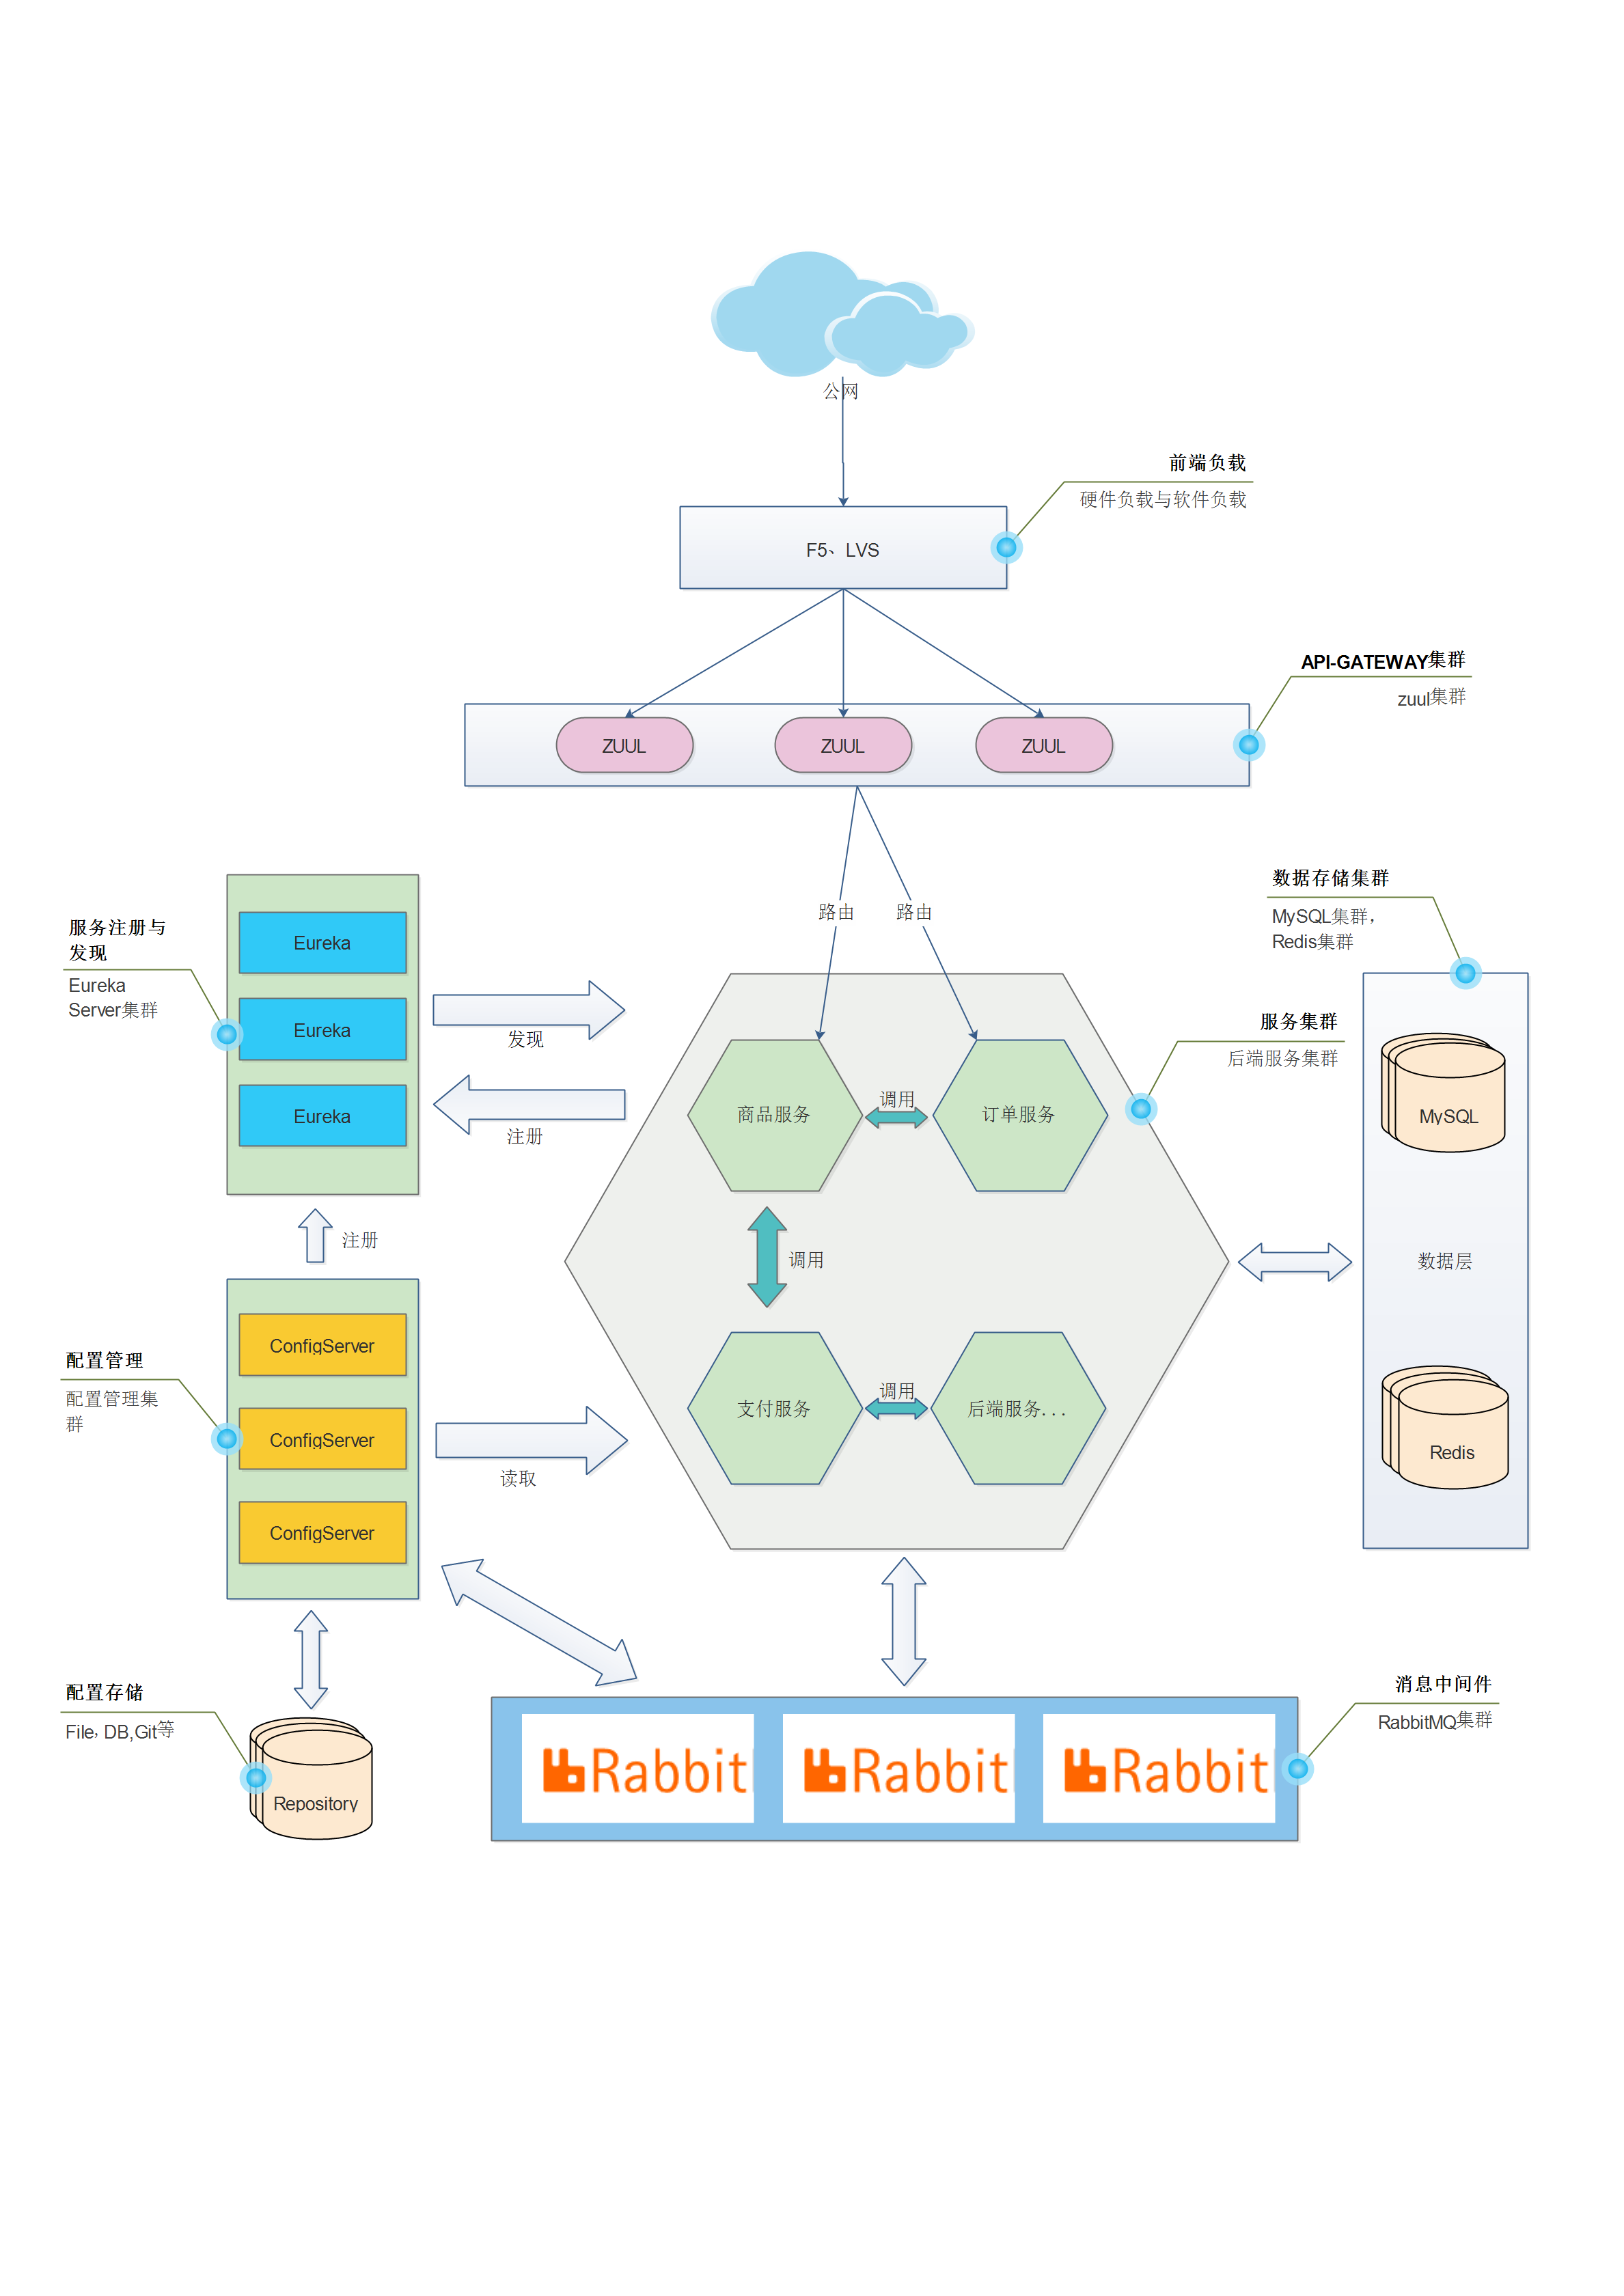 公网
前端负载
硬件负载与软件负载
F5、LVS
API-GATEWAY集群
zuul集群
ZUUL
ZUUL
ZUUL
路由
路由
数据存储集群
MySQL集群，
Redis集群
服务注册与
发现
Eureka
Server集群
Eureka
Eureka
Eureka
发现
注册
服务集群
后端服务集群
商品服务
调用
订单服务
MySQL
注册
调用
数据层
配置管理
配置管理集
群
ConfigServer
ConfigServer
ConfigServer
读取
支付服务
调用
后端服务...
Redis
配置存储
File，DB,Git等
Repository
消息中间件
RabbitMQ集群
Rabbit
Rabbit
Rabbit